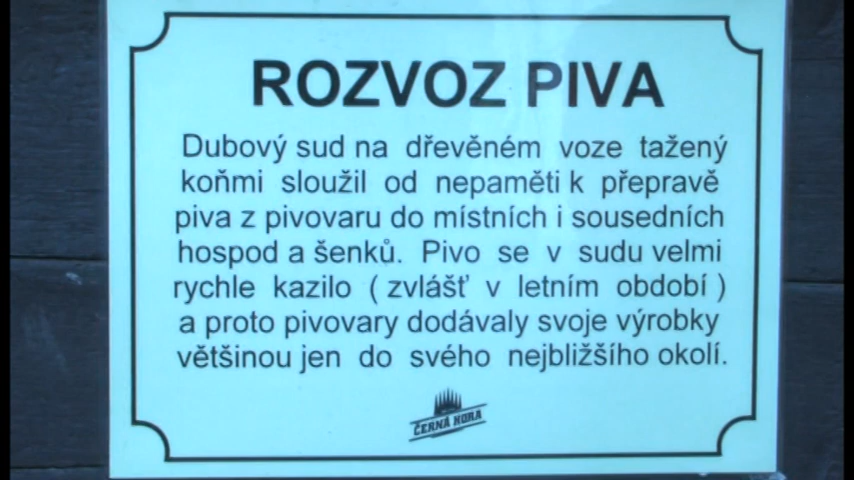 ROZVOZ PIVA
Dubový sud na dřevěném voze tažený
koňmi sloužil od nepaměti k přepravě
piva z pivovaru do místních i sousedních
hospod a šenků. Pivo se v sudu velmi
rychle kazilo ( zvlášť v letním období )
a proto pivovary dodávaly svoje výrobky
většinou jen do svého nejbližšího okolí.
ČERNÁ HORA